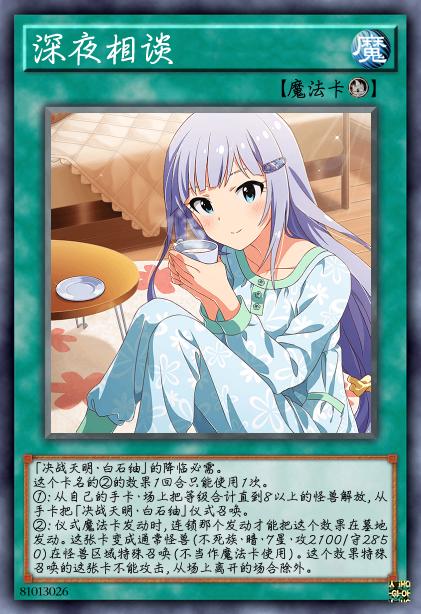 深夜相谈
魔
【魔法卡】
「决战天明·白石䌷」的降临必需。
这个卡名的②的效果1回合只能使用1次。
①:从自己的手卡·场上把等级合计直到8以上的怪兽解放,从
手卡把「决战天明·白石䌷」仪式召唤。
②:仪式魔法卡发动时,连锁那个发动才能把这个效果在墓地
发动。这张卡变成通常怪兽(不死族·暗·7星·攻2100/守285
0)在怪兽区域特殊召唤(不当作魔法卡使用)。这个效果特殊
召唤的这张卡不能攻击,从场上离开的场合除外。
81013026